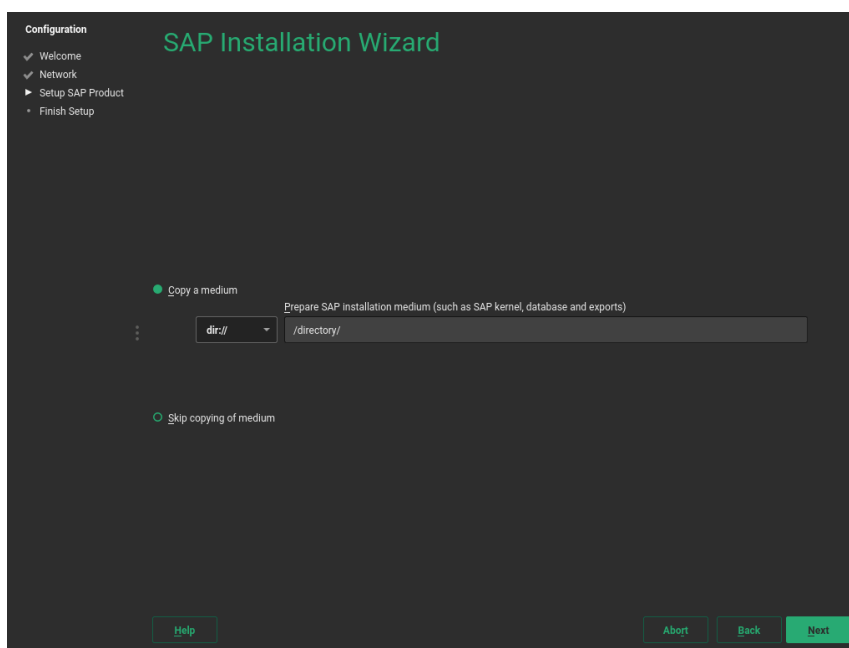 Configuration
Welcome
Network
Setup SAP Product
Finish Setup
SAP Installation Wizard
Copy a medium
Prepare SAP installation medium (such as SAP kernel, database and exports)
dir:// /directory/
Skip copying of medium
Help Abort Back Next